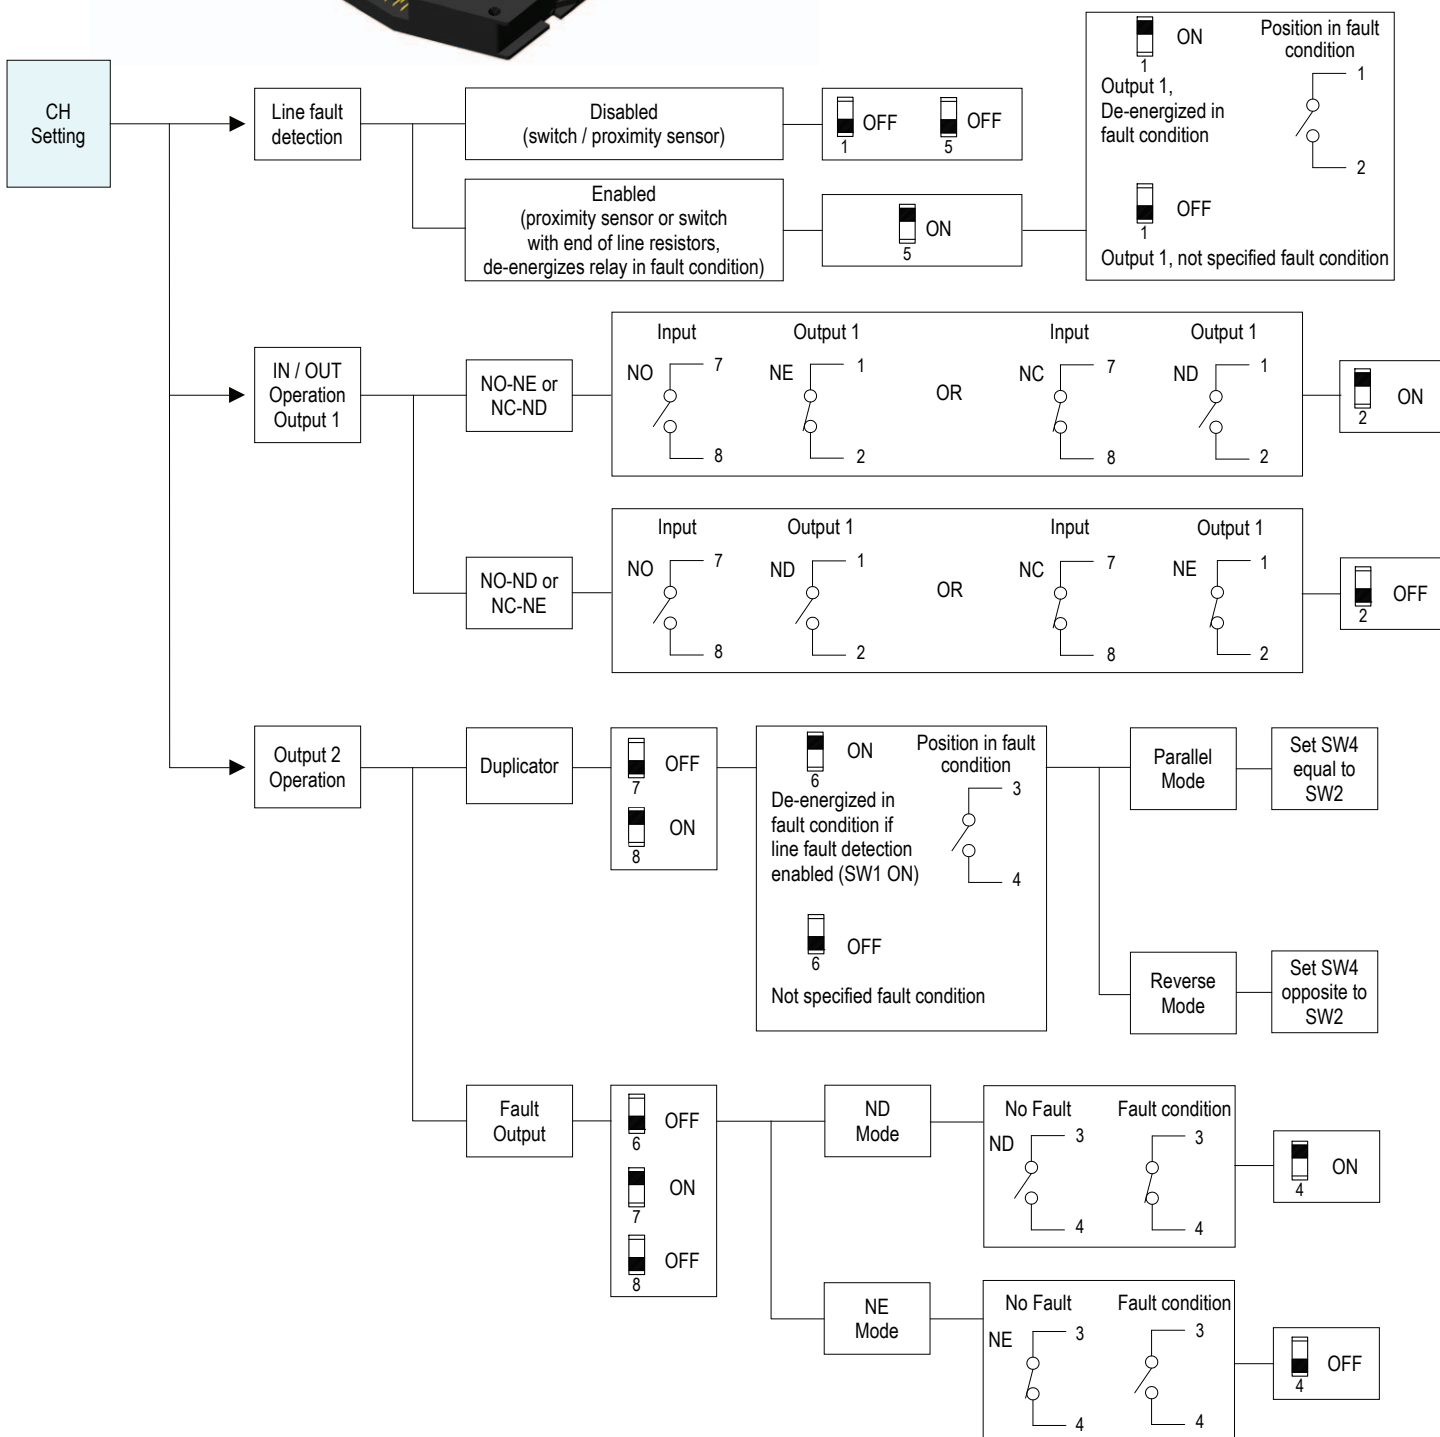 CH
Setting
Line fault
detection
Disabled
(switch / proximity sensor)
OFF
1
OFF
5
Enabled
(proximity sensor or switch
with end of line resistors,
de-energizes relay in fault condition)
ON
5
ON
1
Output 1,
De-energized in
fault condition
Position in fault
condition
1
2
OFF
1
Output 1, not specified fault condition
IN / OUT
Operation
Output 1
NO-NE or
NC-ND
Input
NO
7
8
Output 1
NE
1
2
OR
Input
NC
7
8
Output 1
ND
1
2
ON
2
NO-ND or
NC-NE
Input
NO
7
8
Output 1
ND
1
2
OR
Input
NC
7
8
Output 1
NE
1
2
OFF
2
Output 2
Operation
Duplicator
OFF
7
ON
8
ON
6
De-energized in
fault condition if
line fault detection
enabled (SW1 ON)
Position in fault
condition
3
4
OFF
6
Not specified fault condition
Parallel
Mode
Set SW4
equal to
SW2
Reverse
Mode
Set SW4
opposite to
SW2
Fault
Output
OFF
6
ON
7
OFF
8
ND
Mode
No Fault
ND
3
4
Fault condition
3
4
ON
4
NE
Mode
No Fault
NE
3
4
Fault condition
3
4
OFF
4